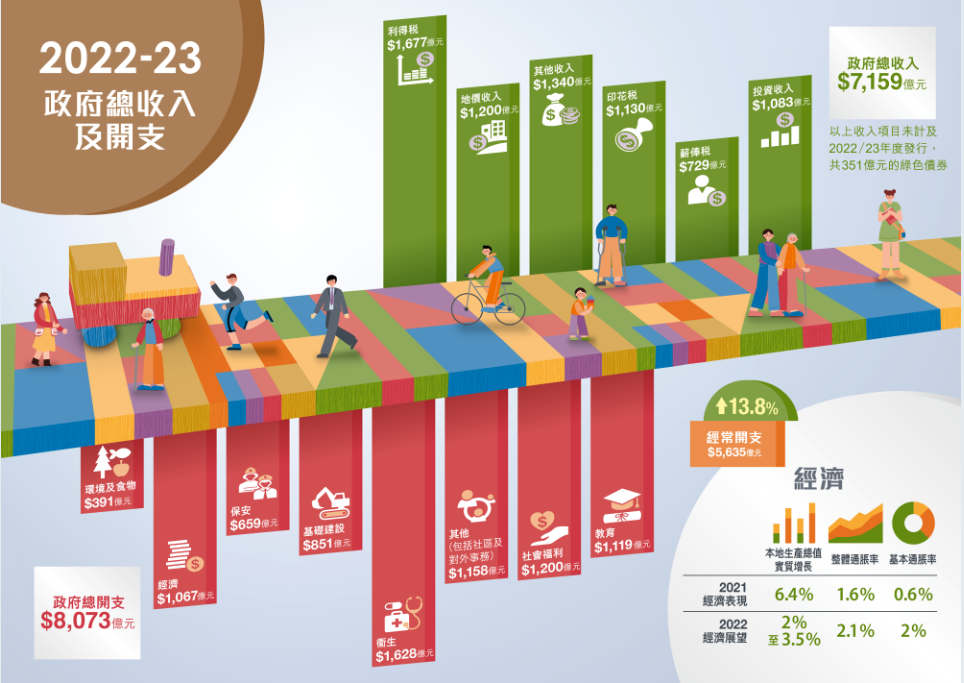 2022-23
政府總收入
及開支
利得稅
$1,677億元
地價收入
$1,200億元
其他收入
$1,340億元
印花稅
$1,130億元
薪俸稅
$729億元
投資收入
$1,083億元
政府總收入
$7,159億元
以上收入項目未計及
2022/23年度發行，
共351億元的綠色債券
環境及食物
$391億元
經濟
$1,067億元
保安
$659億元
基礎建設
$851億元
衞生
$1,628億元
其他
(包括社區及
對外事務)
$1,158億元
社會福利
$1,200億元
教育
$1,119億元
政府總開支
$8,073億元
13.8%
經常開支
$5,635億元
經濟
本地生產總值
實質增長
整體通脹率
基本通脹率
2021
經濟表現
6.4%
1.6%
0.6%
2022
經濟展望
2%
至3.5%
2.1%
2%